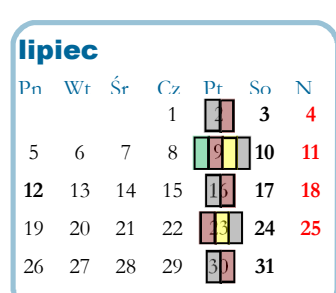 lipiec
Pn Wt Śr Cz Pt So N
1 2 3 4
5 6 7 8 9 10 11
12 13 14 15 16 17 18
19 20 21 22 23 24 25
26 27 28 29 30 31